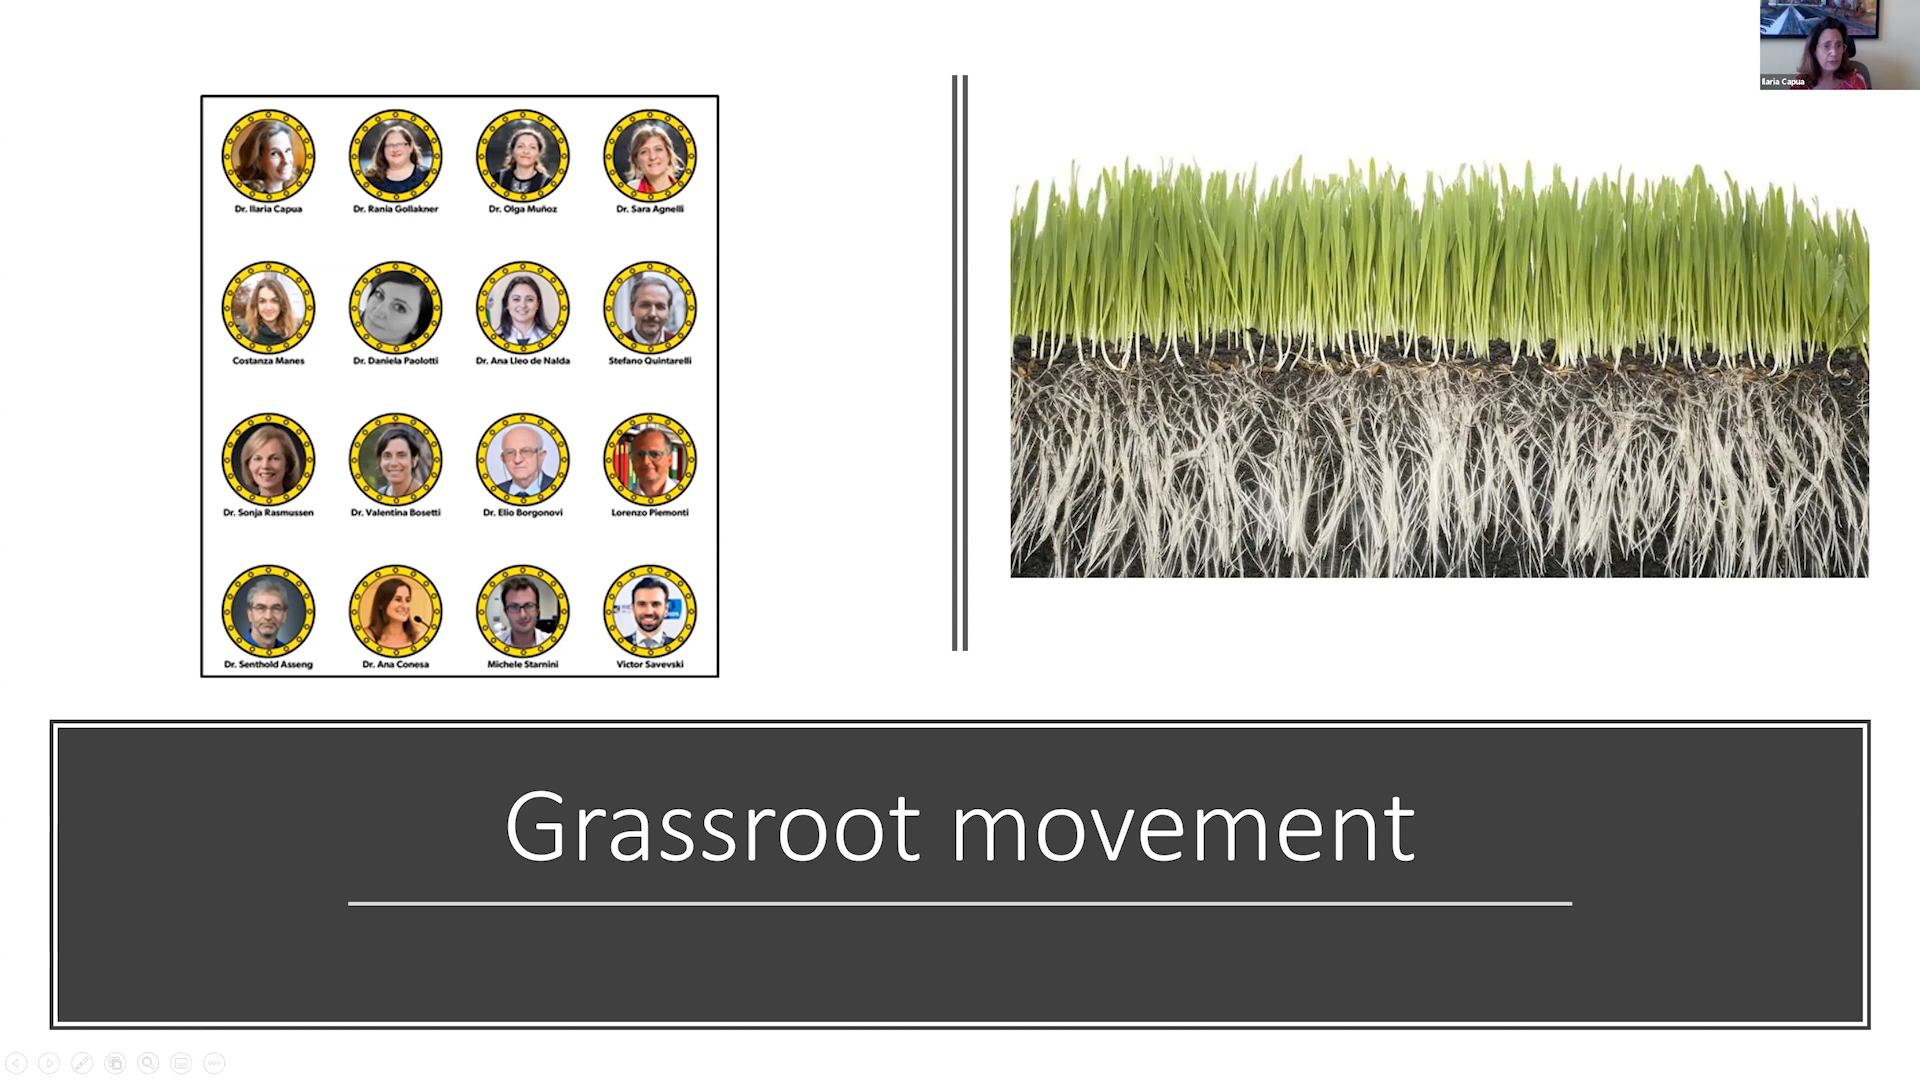 Ilaria Capua
Dr. Ilaria Capua
Dr. Rania Gollakner
Dr. Olga Muñoz
Dr. Sara Agnelli
Costanza Manes
Dr. Daniela Paolotti
Dr. Ana Lleo de Nalda
Stefano Quintarelli
Dr. Sonja Rasmussen
Dr. Valentina Bosetti
Dr. Elio Borgonovi
Lorenzo Piemonti
Dr. Senthold Asseng
Dr. Ana Conesa
Michele Starnini
Victor Savevski
Grassroot movement